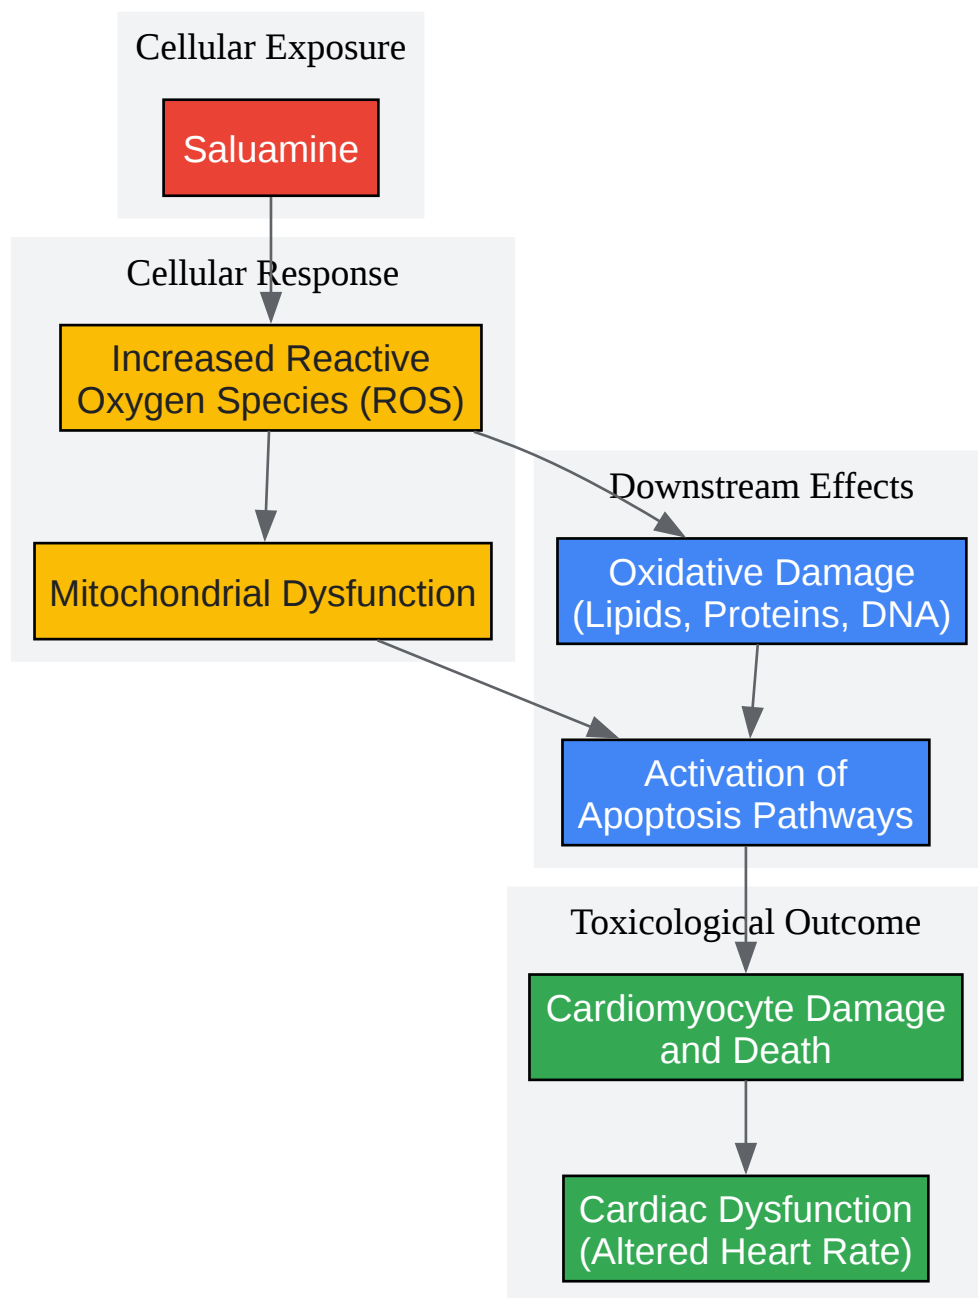 Cellular Exposure
Saluamine
Cellular Response
Increased Reactive
Oxygen Species (ROS)
Mitochondrial Dysfunction
Downstream Effects
Oxidative Damage
(Lipids, Proteins, DNA)
Activation of
Apoptosis Pathways
Toxicological Outcome
Cardiomyocyte Damage
and Death
Cardiac Dysfunction
(Altered Heart Rate)